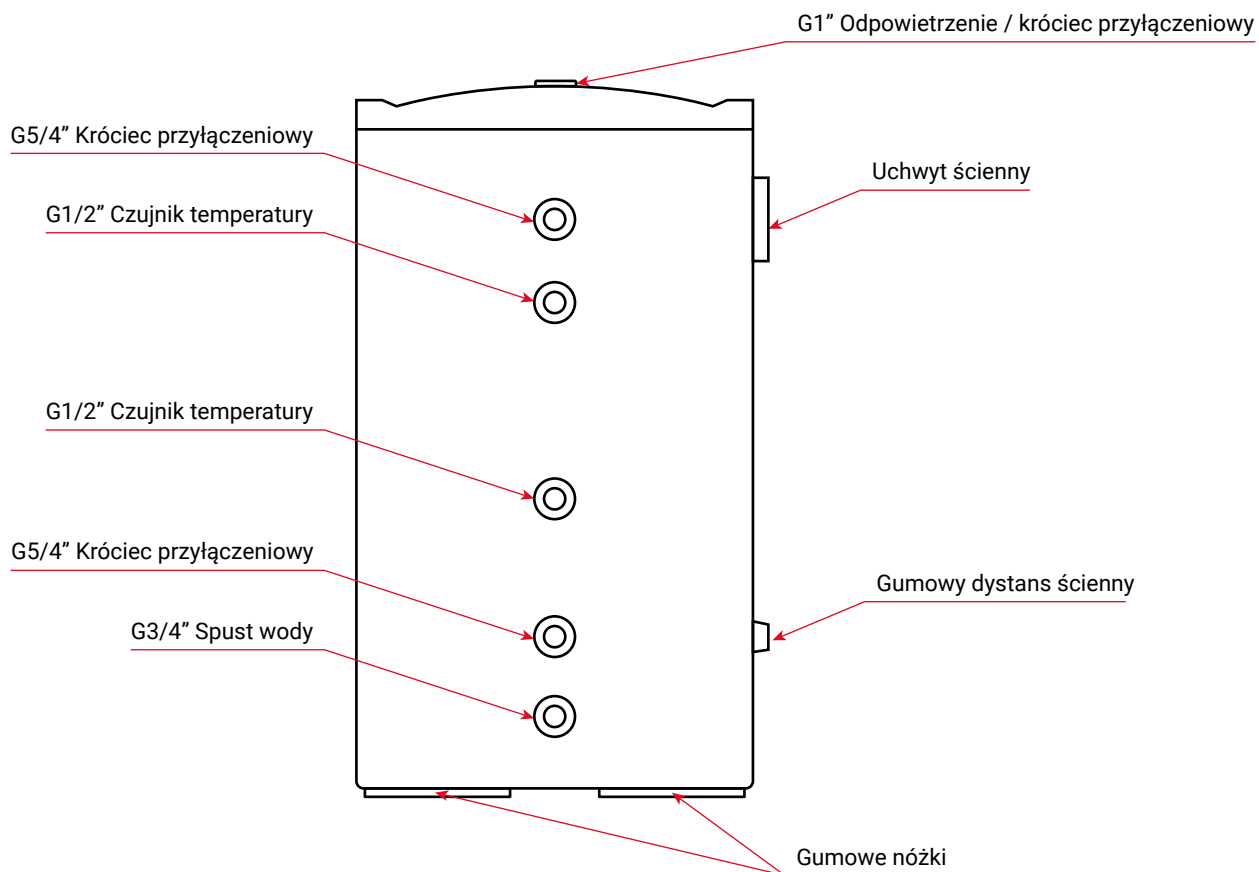 G1” Odpowietrzenie / króciec przyłączeniowy
G5/4” Króciec przyłączeniowy
Uchwyt ścienny
G1/2” Czujnik temperatury
G1/2” Czujnik temperatury
G5/4” Króciec przyłączeniowy
Gumowy dystans ścienny
G3/4” Spust wody
Gumowe nóżki